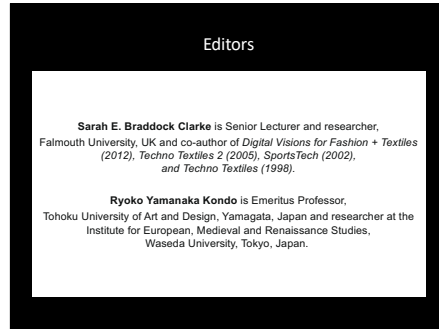 Editors
Sarah E. Braddock Clarke is Senior Lecturer and researcher,
Falmouth University, UK and co-author of Digital Visions for Fashion + Textiles
(2012), Techno Textiles 2 (2005), SportsTech (2002),
and Techno Textiles (1998).
Ryoko Yamanaka Kondo is Emeritus Professor,
Tohoku University of Art and Design, Yamagata, Japan and researcher at the
Institute for European, Medieval and Renaissance Studies,
Waseda University, Tokyo, Japan.